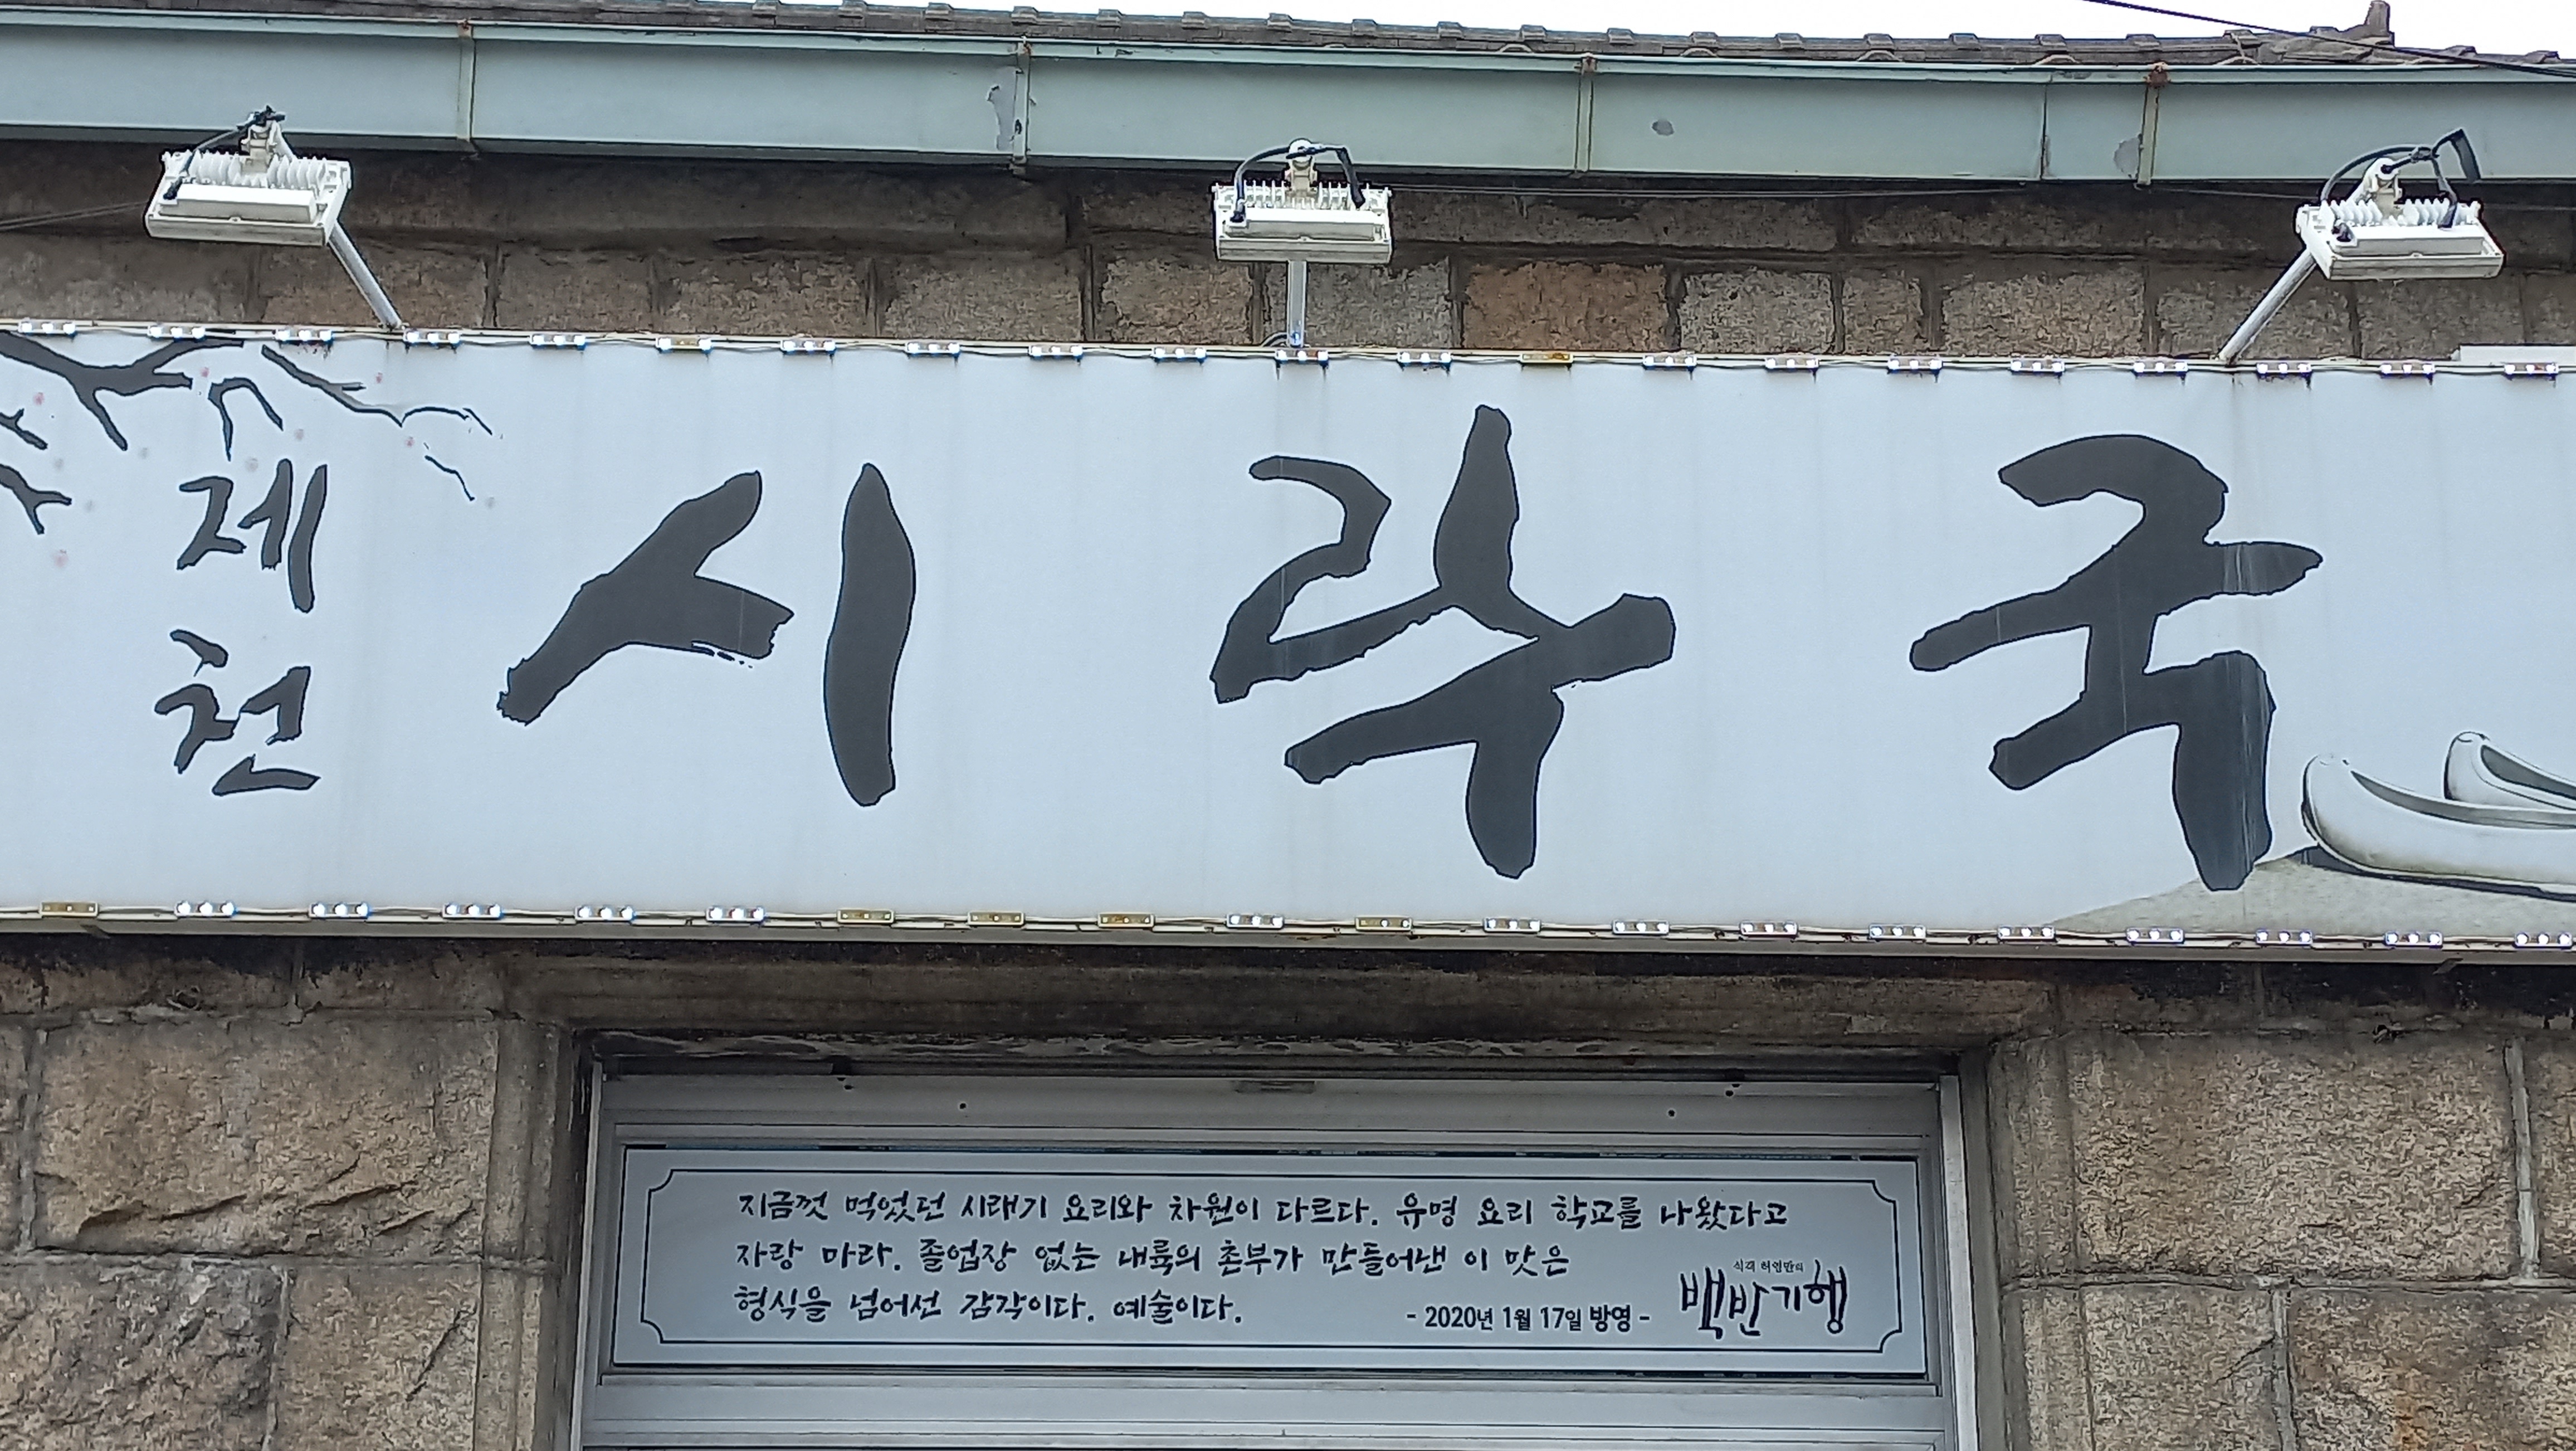 제천
시락국
지금껏 먹었던 시래기 요리와 차원이 다르다. 유명 요리 학교를 나왔다고
자랑 마라. 졸업장 없는 내륙의 촌부가 만들어낸 이 맛은
형식을 넘어선 감각이다. 예술이다.
- 2020년 1월 17일 방영 -
식객 허영만의
백반기행